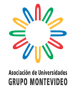 Asociación de Universidades
GRUPO MONTEVIDEO